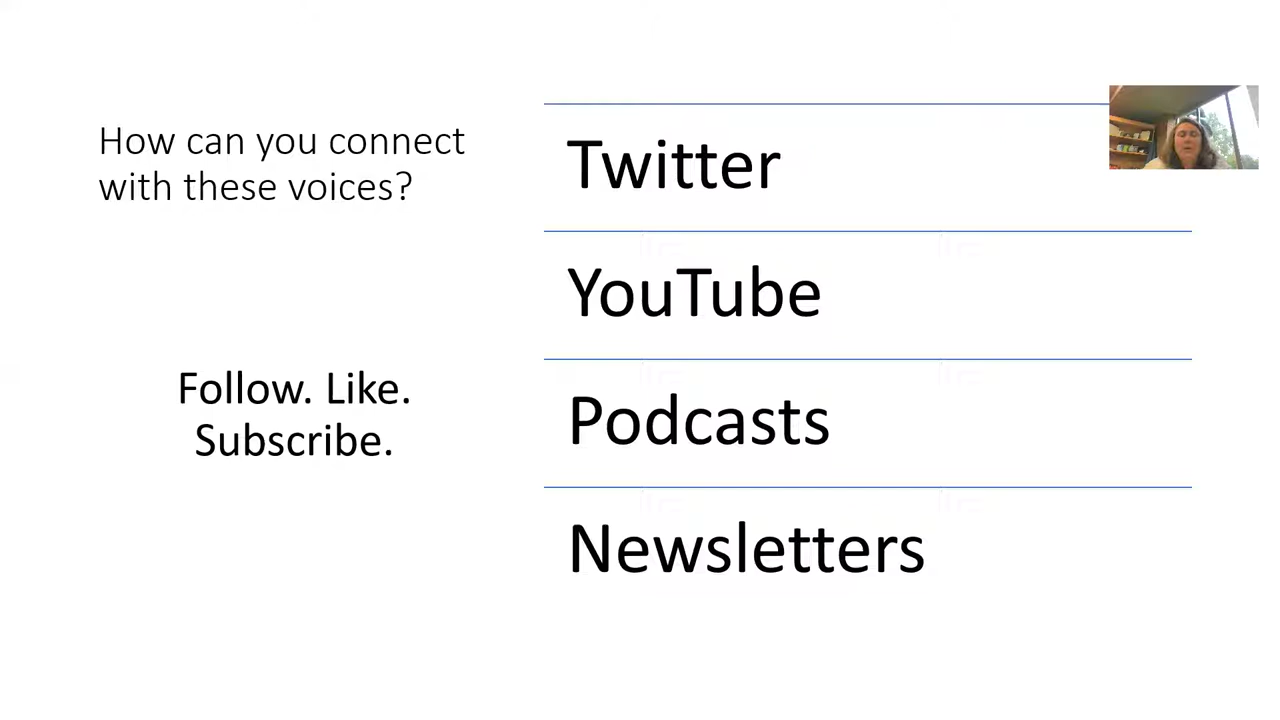 How can you connect
with these voices?
Follow. Like.
Subscribe.
Twitter
YouTube
Podcasts
Newsletters